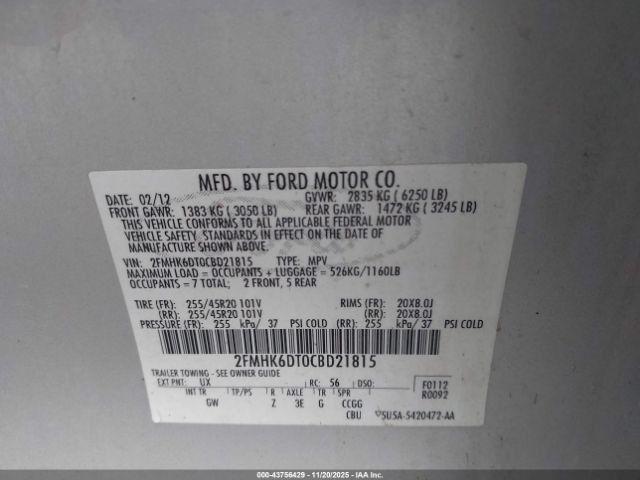 MFD. BY FORD MOTOR CO.
DATE: 02/12 GVWR: 2835 KG ( 6250 LB)
FRONT GAWR: 1383 KG ( 3050 LB) REAR GAWR: 1472 KG ( 3245 LB)
THIS VEHICLE CONFORMS TO ALL APPLICABLE FEDERAL MOTOR
VEHICLE SAFETY STANDARDS IN EFFECT ON THE DATE OF
MANUFACTURE SHOWN ABOVE.
VIN: 2FMHK6DT0CBD21815 TYPE: MPV
MAXIMUM LOAD = OCCUPANTS + LUGGAGE = 526KG/1160LB
OCCUPANTS = 7 TOTAL; 2 FRONT, 5 REAR
TIRE (FR): 255/45R20 101V RIMS (FR): 20X8.0J
(RR): 255/45R20 101V (RR): 20X8.0J
PRESSURE (FR): 255 kPa/ 37 PSI COLD (RR): 255 kPa/ 37 PSI COLD
2FMHK6DT0CBD21815
TRAILER TOWING - SEE OWNER GUIDE
EXT PNT: UX RC: 56 DSO: F0112
INT TR TP/PS R AXLE TR SPR R0092
GW Z 3E G CCGG
CBU 5U5A-5420472-AA
000-43756429 - 11/20/2025 - IAAI.COM